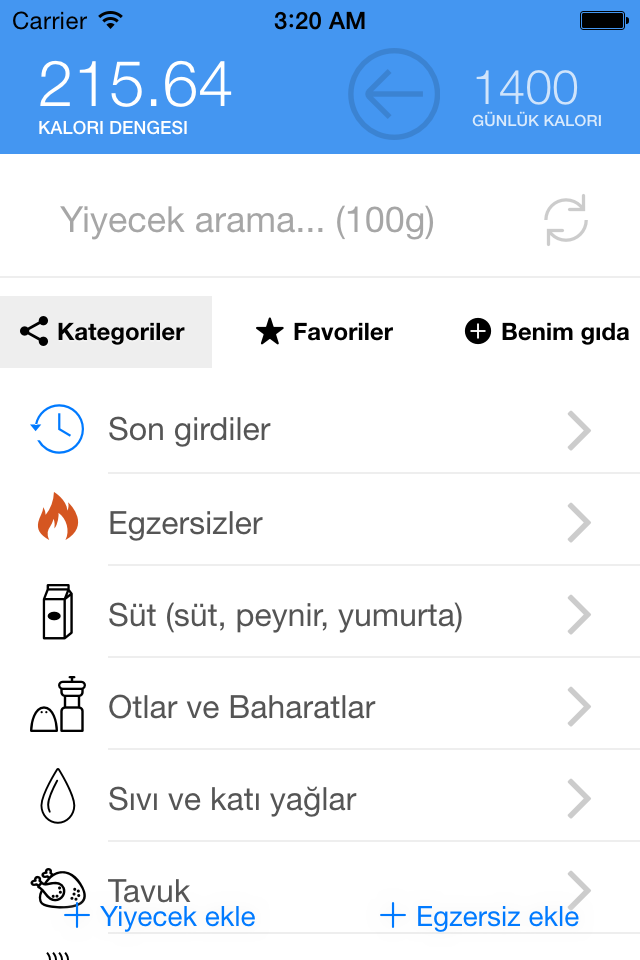 Carrier 3:20 AM
215.64 1400
KALORI DENGESI GÜNLÜK KALORI
Yiyecek arama... (100g)
Kategoriler Favoriler Benim gıda
Son girdiler
Egzersizler
Süt (süt, peynir, yumurta)
Otlar ve Baharatlar
Sıvı ve katı yağlar
Tavuk
Yiyecek ekle Egzersiz ekle